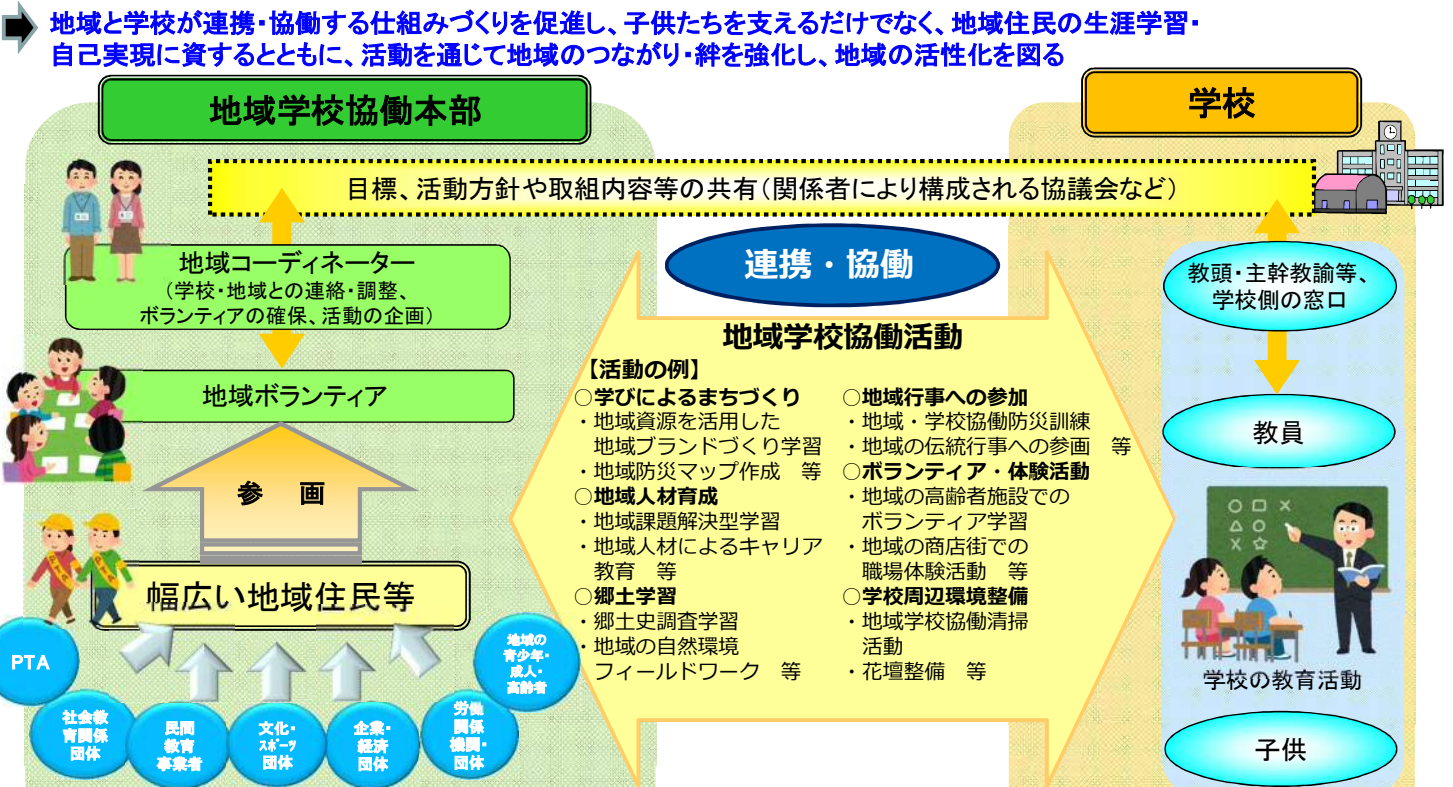 地域と学校が連携・協働する仕組みづくりを促進し、子供たちを支えるだけでなく、地域住民の生涯学習・
自己実現に資するとともに、活動を通じて地域のつながり・絆を強化し、地域の活性化を図る
地域学校協働本部
学校
目標、活動方針や取組内容等の共有(関係者により構成される協議会など)
地域コーディネーター
(学校・地域との連絡・調整、
ボランティアの確保、活動の企画)
地域ボランティア
参 画
幅広い地域住民等
PTA
社会教
育関係
団体
民間
教育
事業者
文化・
スポーツ
団体
企業・
経済
団体
労働
関係
機関・
団体
地域の
青少年・
成人・
高齢者
連携・協働
地域学校協働活動
【活動の例】
○学びによるまちづくり
・地域資源を活用した
地域ブランドづくり学習
・地域防災マップ作成 等
○地域人材育成
・地域課題解決型学習
・地域人材によるキャリア
教育 等
○郷土学習
・郷土史調査学習
・地域の自然環境
フィールドワーク 等
○地域行事への参加
・地域・学校協働防災訓練
・地域の伝統行事への参画 等
○ボランティア・体験活動
・地域の高齢者施設での
ボランティア学習
・地域の商店街での
職場体験活動 等
○学校周辺環境整備
・地域学校協働清掃
活動
・花壇整備 等
教頭・主幹教諭等、
学校側の窓口
教員
学校の教育活動
子供